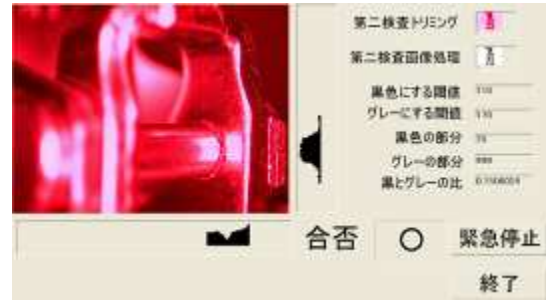 第二検査トリミング
第二検査画像処理
黒色にする閾値
グレーにする閾値
黒色の部分
グレーの部分
黒とグレーの比
合否 ○ 緊急停止
終了